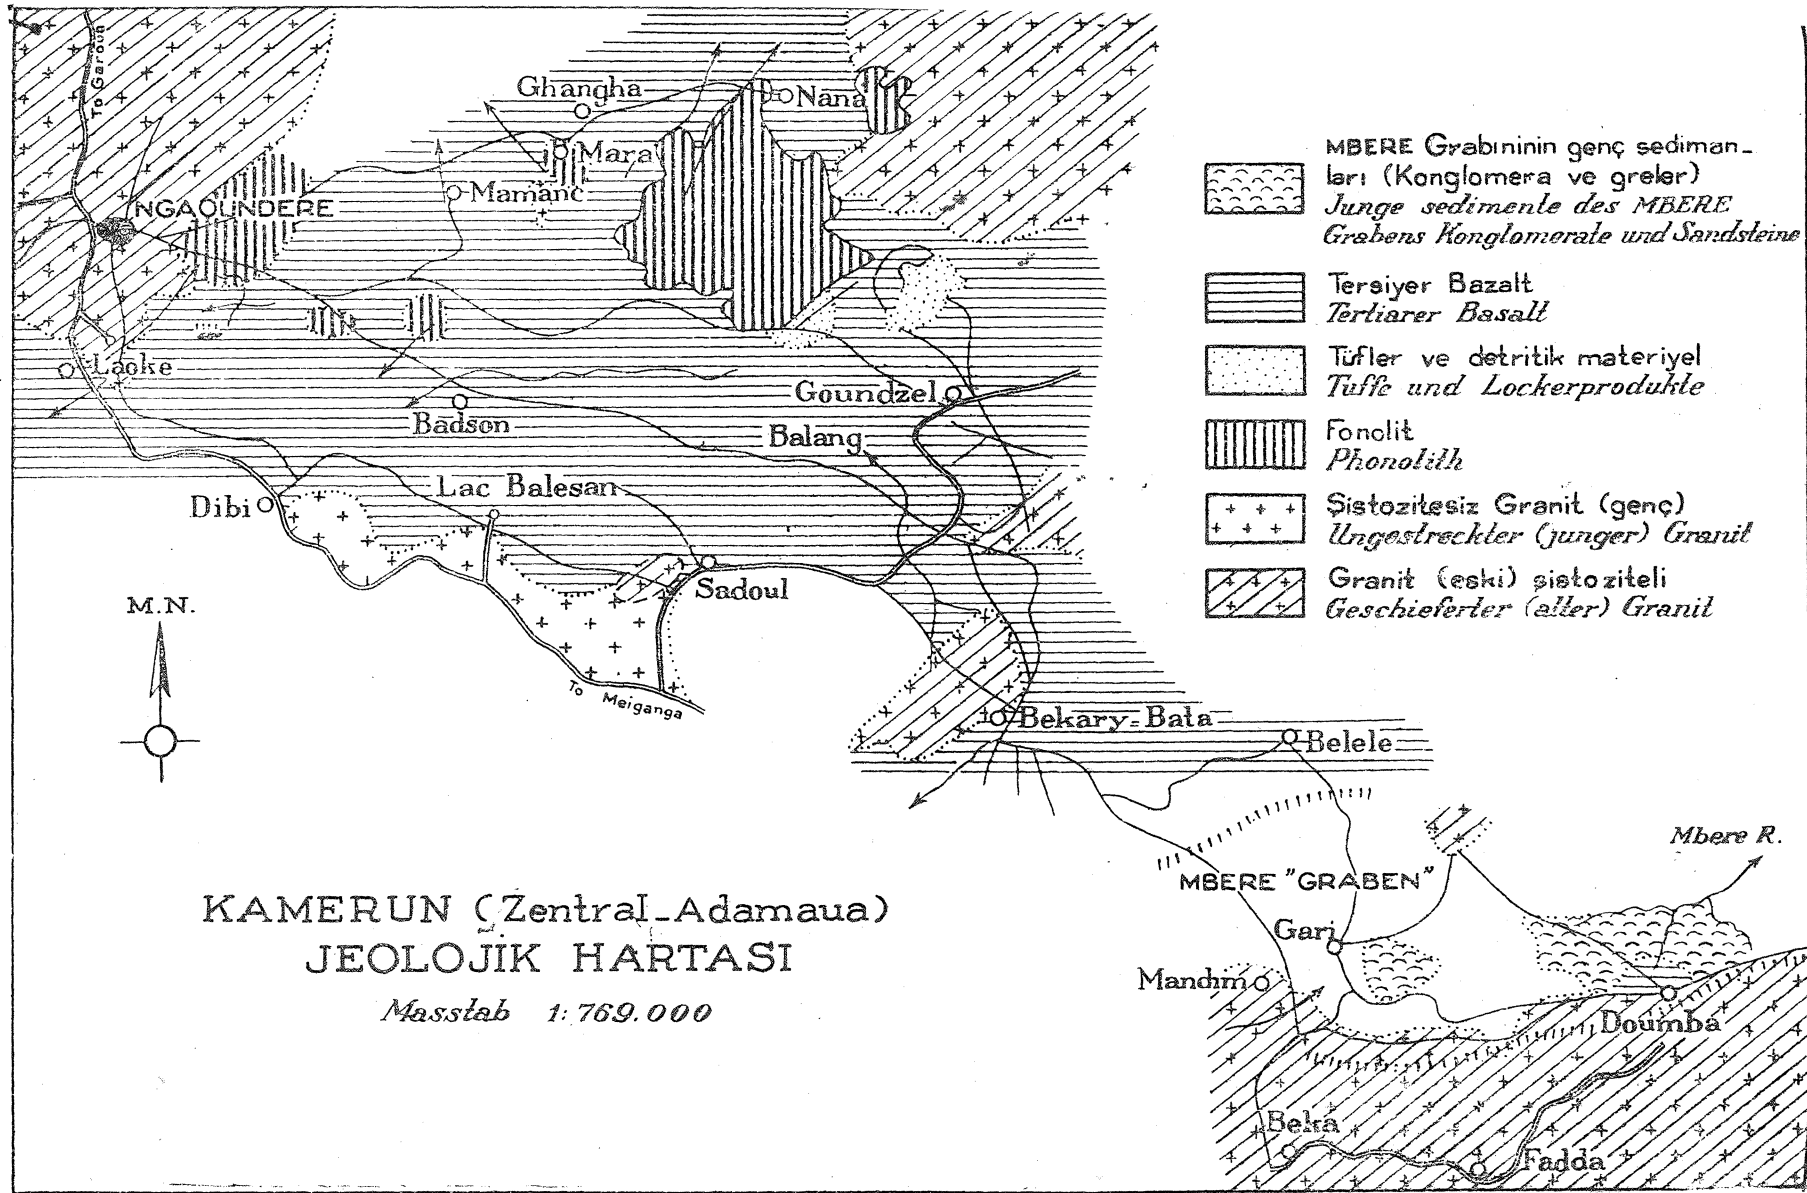 To Garoua
Ghangha
Nana
Mara
Mamanc
NGAOUNDERE
Laoke
Goundzel
Badson
Balang
Lac Balesan
Dibi
Sadoul
M.N.
To Meiganga
Bekary-Bata
Belele
Mbere R.
MBERE "GRABEN"
Gari
Mandım
Doumba
Beka
Fadda
MBERE Grabıninin genç sediman-
ları (Konglomera ve greler)
Junge sedimente des MBERE
Grabens Konglomerate und Sandsteine
Tersiyer Bazalt
Tertiarer Basalt
Tüfler ve detritik materiyel
Tuffe und Lockerprodukte
Fonolit
Phonolith
Şistozitesiz Granit (genç)
Ungestreckter (junger) Granit
Granit (eski) şistoziteli
Geschieferter (alter) Granit
KAMERUN (Zentral-Adamaua)
JEOLOJİK HARTASI
Masstab 1:769.000